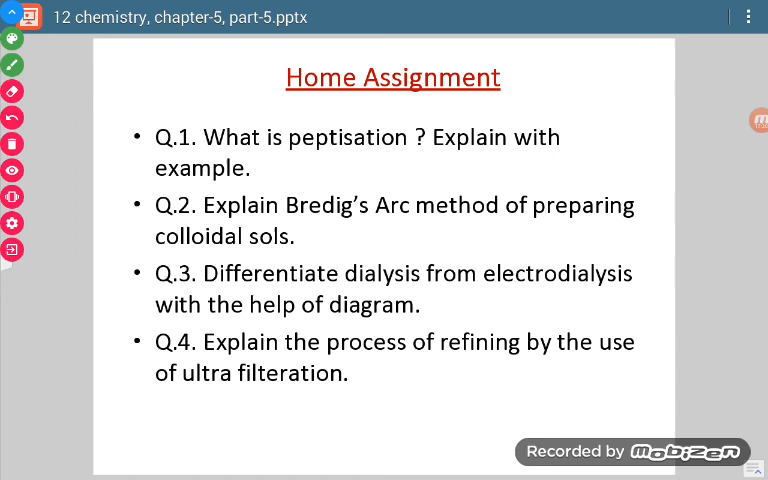 12 chemistry, chapter-5, part-5.pptx
Home Assignment
• Q.1. What is peptisation ? Explain with
example.
• Q.2. Explain Bredig's Arc method of preparing
colloidal sols.
• Q.3. Differentiate dialysis from electrodialysis
with the help of diagram.
• Q.4. Explain the process of refining by the use
of ultra filteration.
Recorded by mobizen